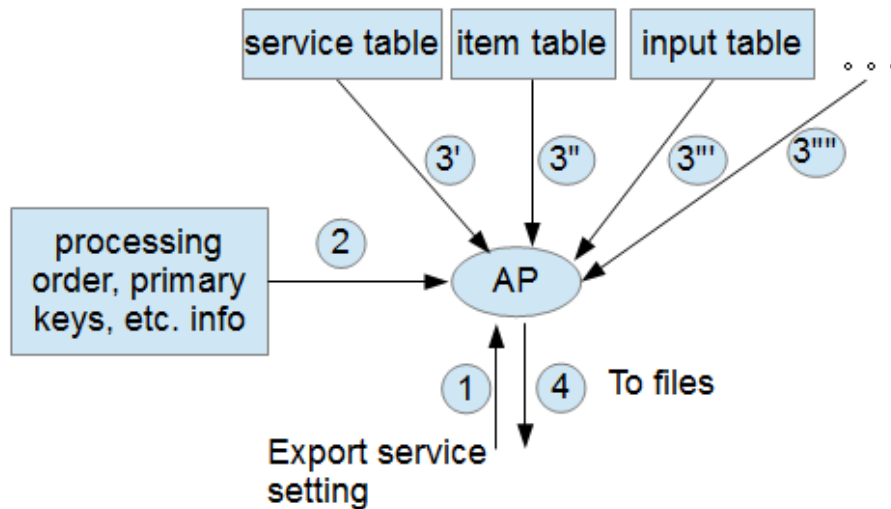 service table
item table
input table
3'
3"
3"'
3""
processing
order, primary
keys, etc. info
2
AP
1
4
To files
Export service
setting